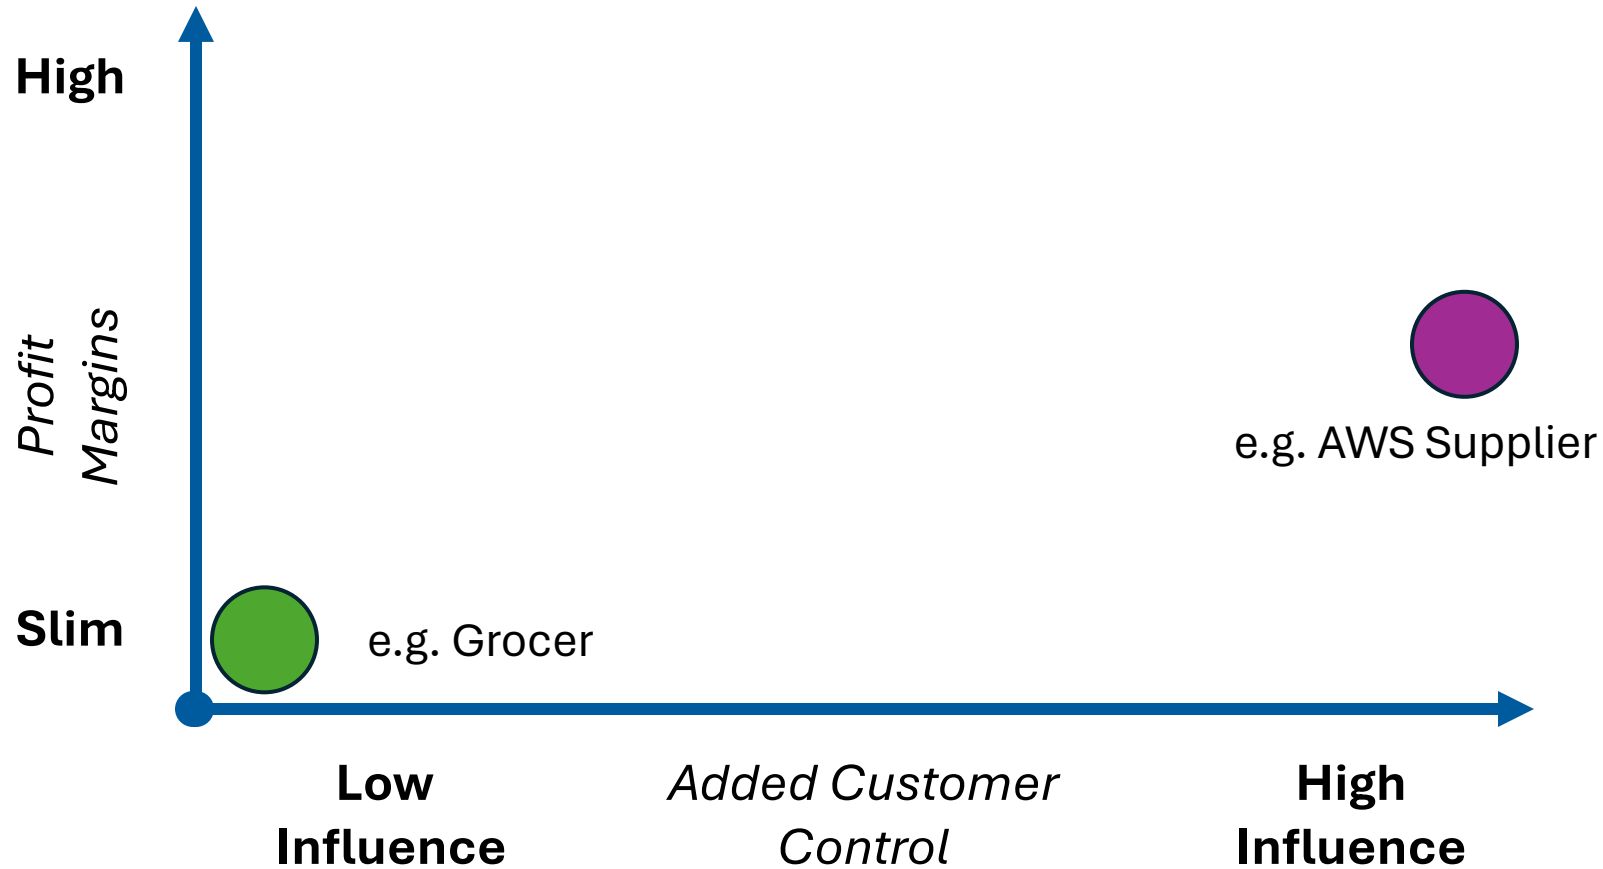 High
Profit
Margins
e.g. AWS Supplier
Slim
e.g. Grocer
Low
Influence
Added Customer
Control
High
Influence